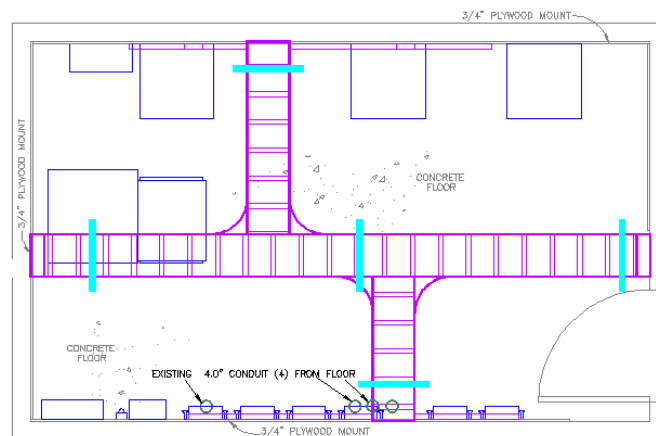 3/4" PLYWOOD MOUNT
3/4" PLYWOOD MOUNT
CONCRETE
FLOOR
CONCRETE
FLOOR
EXISTING 4.0" CONDUIT (4) FROM FLOOR
3/4" PLYWOOD MOUNT